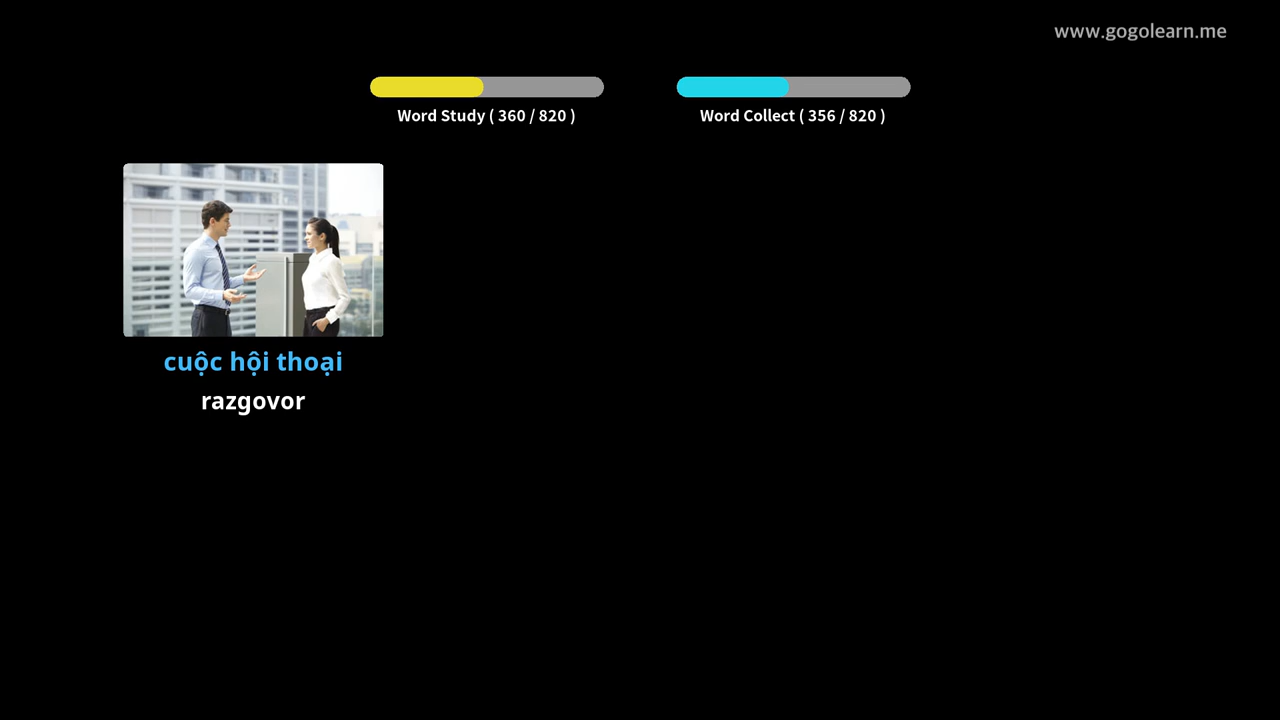 www.gogolearn.me
Word Study ( 360 / 820 )
Word Collect ( 356 / 820 )
cuộc hội thoại
razgovor